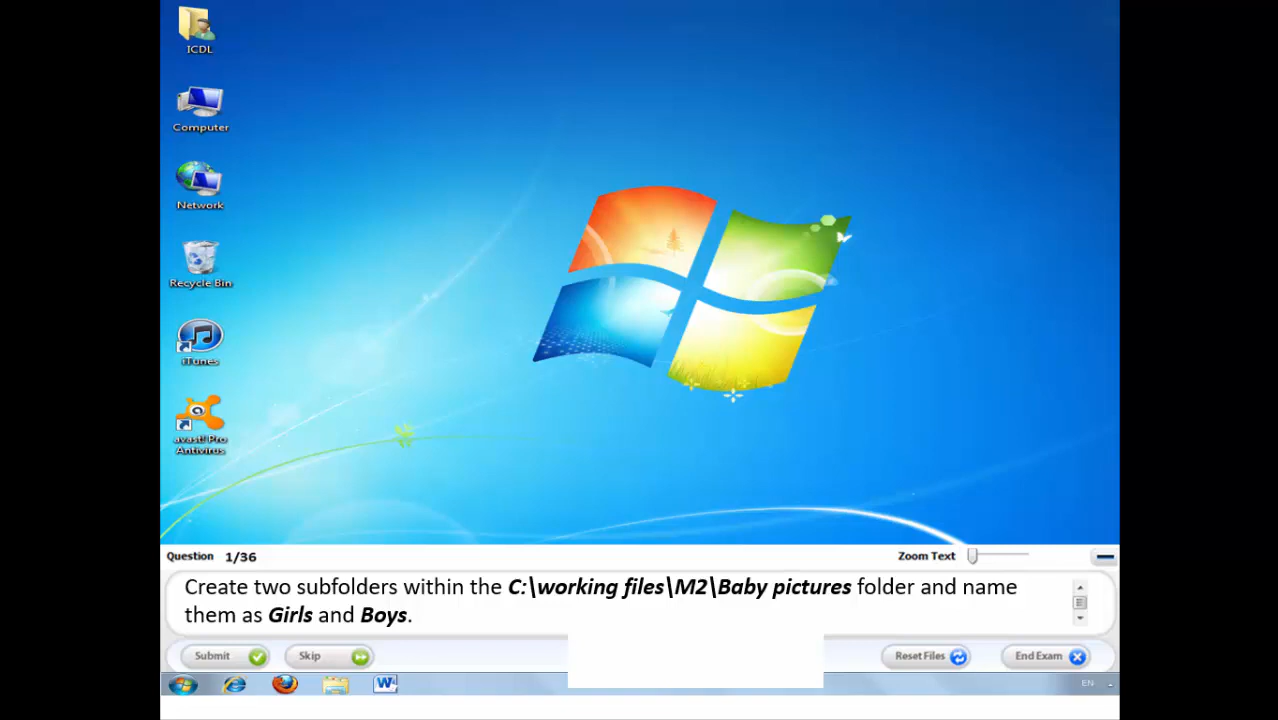 ICDL
Computer
Network
Recycle Bin
iTunes
avast! Pro
Antivirus
Question 1/36
Zoom Text
Create two subfolders within the C:\working files\M2\Baby pictures folder and name
them as Girls and Boys.
Submit
Skip
Reset Files
End Exam
EN